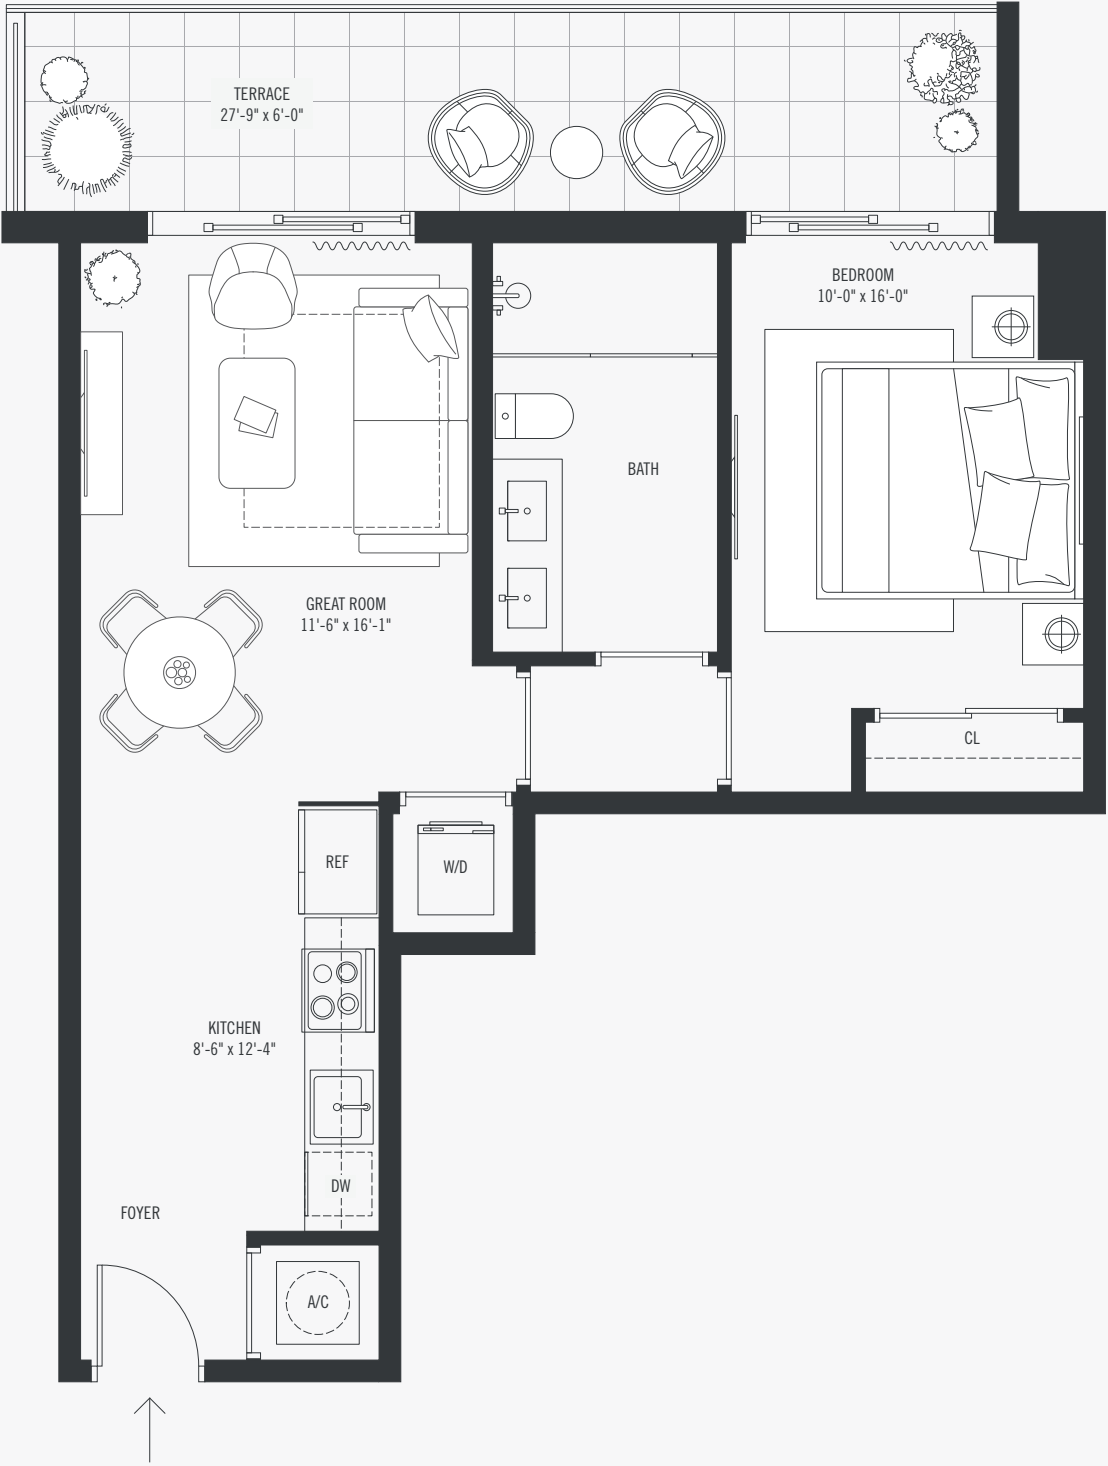 TERRACE
27'-9" x 6'-0"
BEDROOM
10'-0" x 16'-0"
BATH
GREAT ROOM
11'-6" x 16'-1"
CL
REF
W/D
KITCHEN
8'-6" x 12'-4"
DW
FOYER
A/C